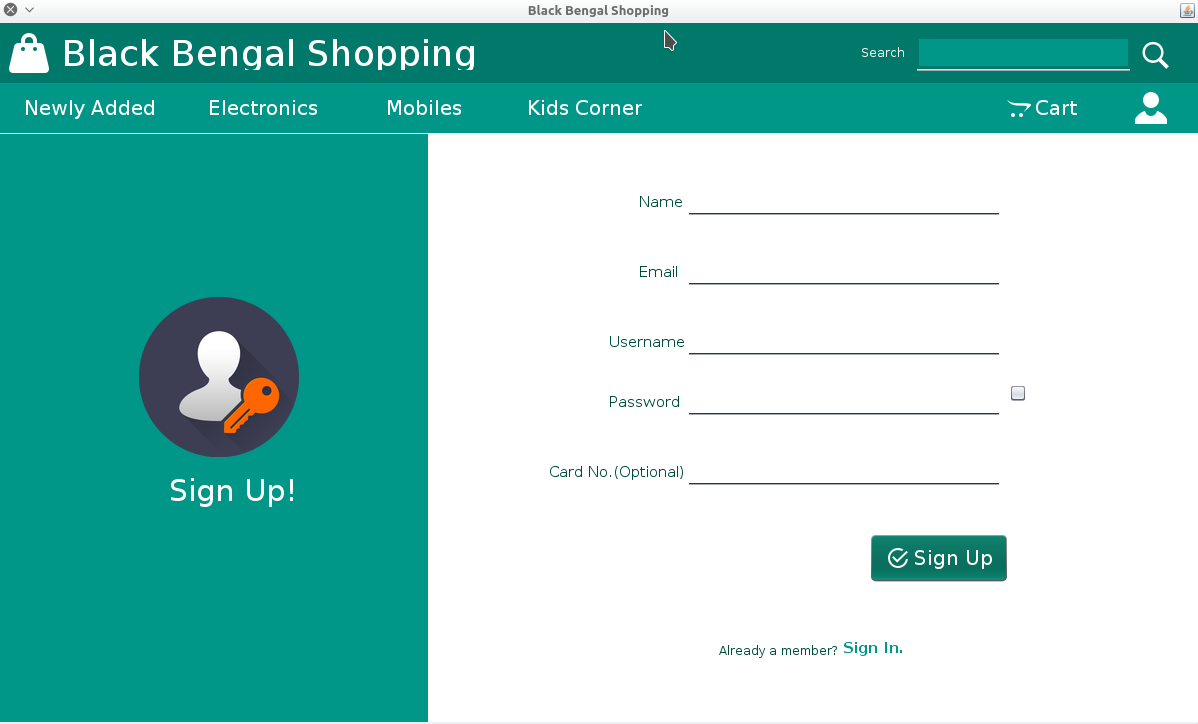 Black Bengal Shopping
Black Bengal Shopping
Search
Newly Added Electronics Mobiles Kids Corner Cart
Name
Email
Username
Password
Card No.(Optional)
Sign Up!
Sign Up
Already a member? Sign In.